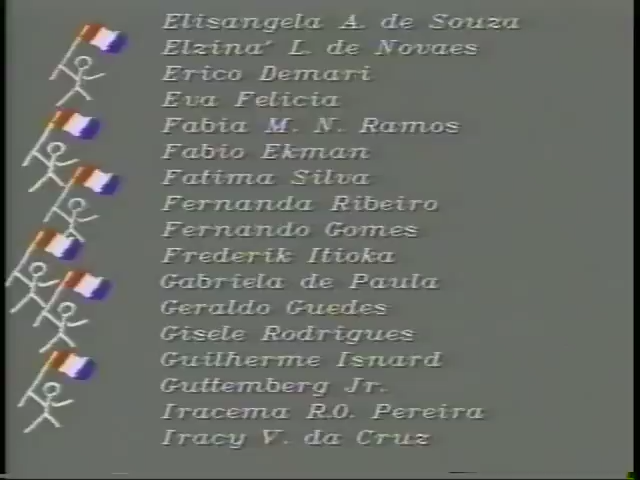 Elisangela A. de Souza
Elzina' L. de Novaes
Erico Demari
Eva Felicia
Fabia M. N. Ramos
Fabio Ekman
Fatima Silva
Fernanda Ribeiro
Fernando Gomes
Frederik Itioka
Gabriela de Paula
Geraldo Guedes
Gisele Rodrigues
Guilherme Isnard
Guttemberg Jr.
Iracema R.O. Pereira
Iracy V. da Cruz